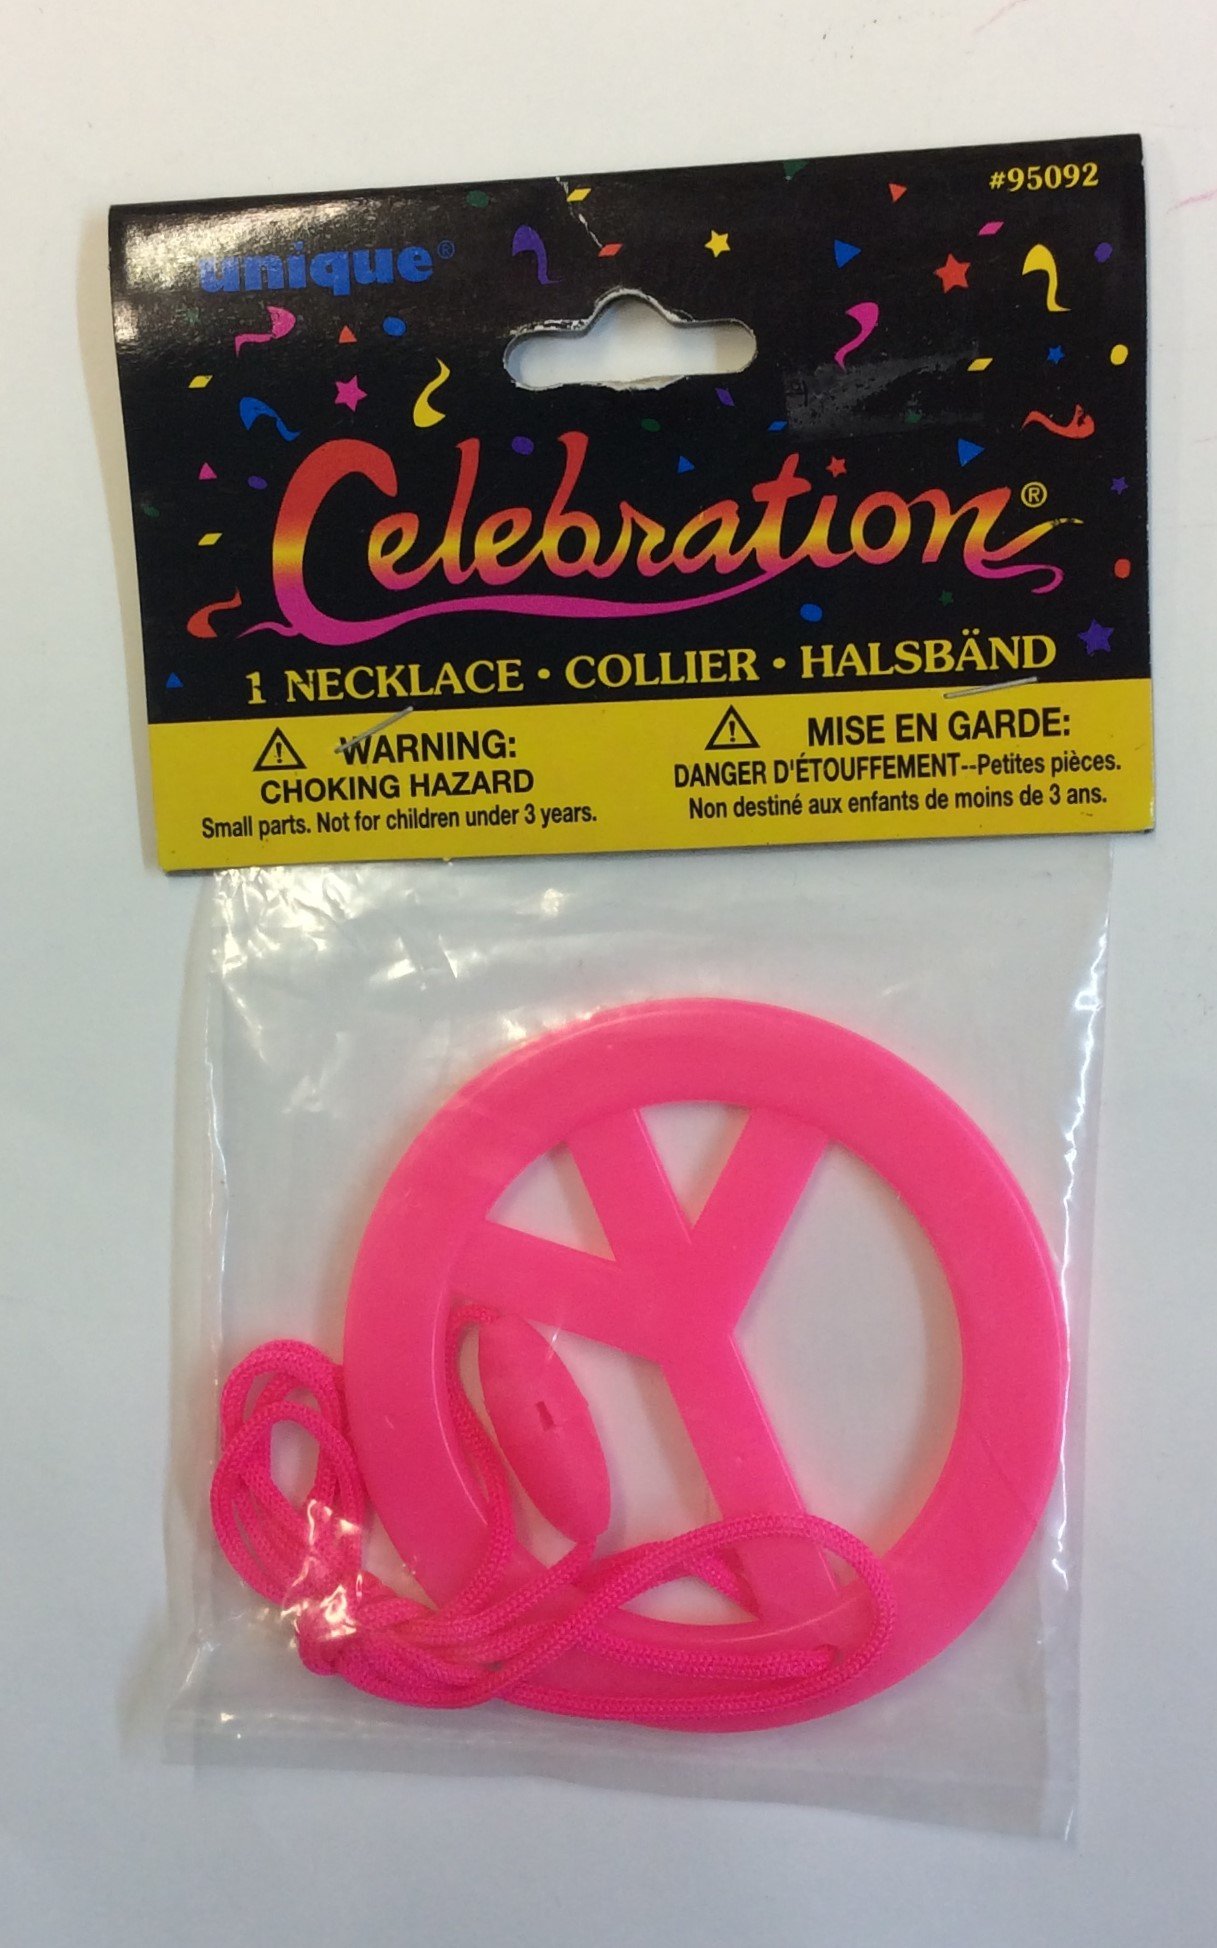 #95092
unique®
Celebration®
1 NECKLACE • COLLIER • HALSBÄND
WARNING:
CHOKING HAZARD
Small parts. Not for children under 3 years.
MISE EN GARDE:
DANGER D'ÉTOUFFEMENT--Petites pièces.
Non destiné aux enfants de moins de 3 ans.